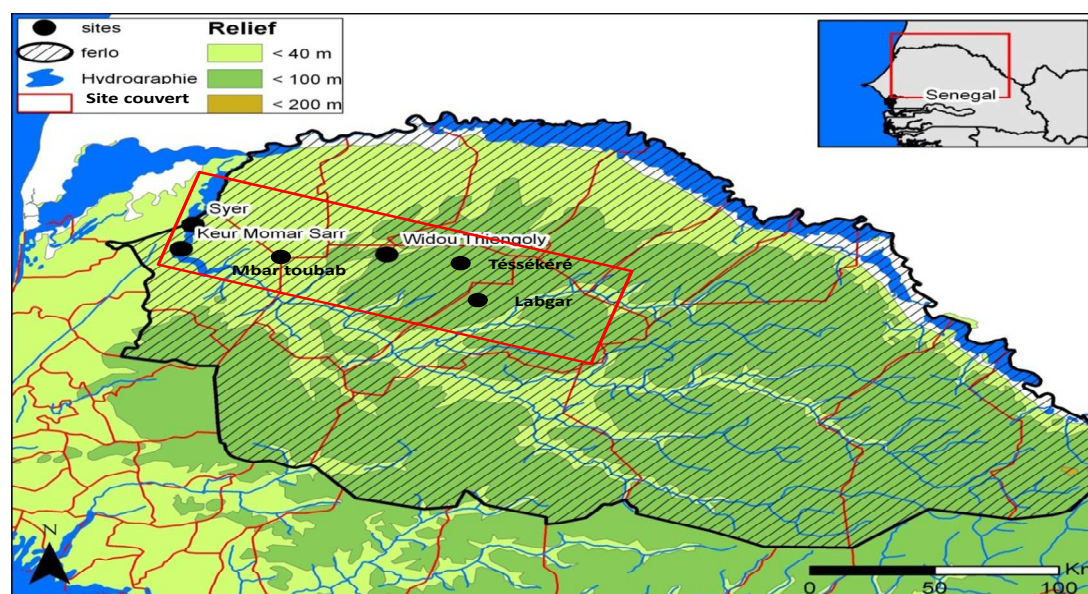 sites
ferlo
Hydrographie
Site couvert
Relief
< 40 m
< 100 m
< 200 m
Senegal
Syer
Keur Momar Sarr
Mbar toubab
Widou Thiengoly
Téssékéré
Labgar
N
Km
0 50 100